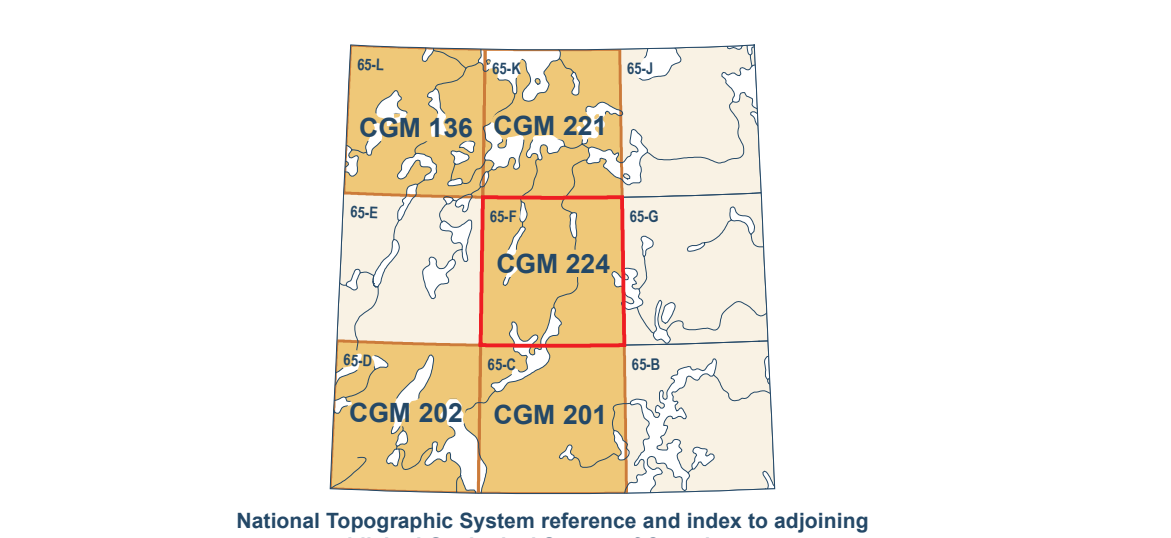 65-L
65-K
65-J
CGM 136
CGM 221
65-E
65-F
65-G
CGM 224
65-D
65-C
65-B
CGM 202
CGM 201
National Topographic System reference and index to adjoining